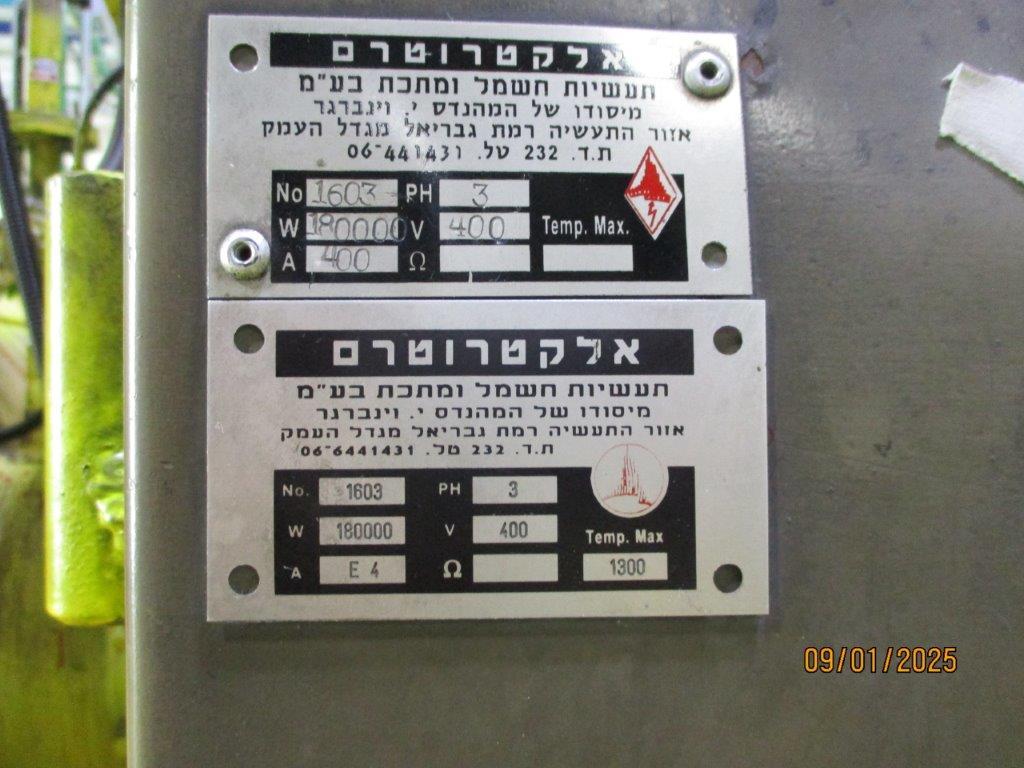 אלקטרוטרם
תעשיות חשמל ומתכת בע"מ
מיסודו של המהנדס י. וינברגר
אזור התעשיה רמת גבריאל מגדל העמק
ת.ד. 232 טל. 06-441431
No 1603 PH 3
W 180000 V 400 Temp. Max.
A 400 Ω
אלקטרוטרם
תעשיות חשמל ומתכת בע"מ
מיסודו של המהנדס י. וינברגר
אזור התעשיה רמת גבריאל מגדל העמק
ת.ד. 232 טל. 06-6441431
No. 1603 PH 3
W 180000 V 400 Temp. Max
A E 4 Ω 1300
09/01/2025